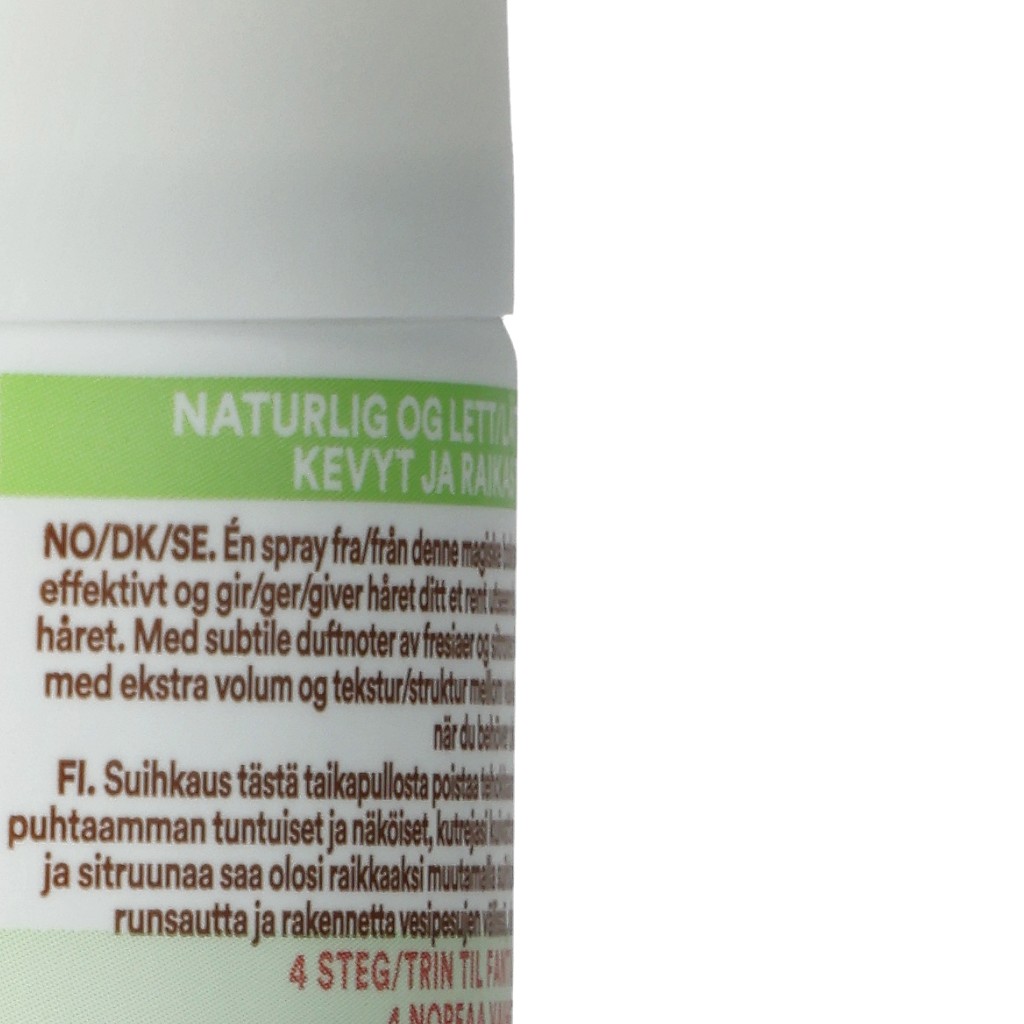 NATURLIG OG LETT/
KEVYT JA
NO/DK/SE. Én spray fra/från denne magiske
effektivt og gir/ger/giver håret ditt et rent
håret. Med subtile duftnoter av fresiaer og
med ekstra volum og tekstur/struktur mellom
når du behöver
FI. Suihkaus tästä taikapullosta poistaa
puhtaamman tuntuiset ja näköiset, kutrejasi
ja sitruunaa saa olosi raikkaaksi muutamalla
runsautta ja rakennetta vesipesujen
4 STEG/TRIN TIL
4 NOPEAA